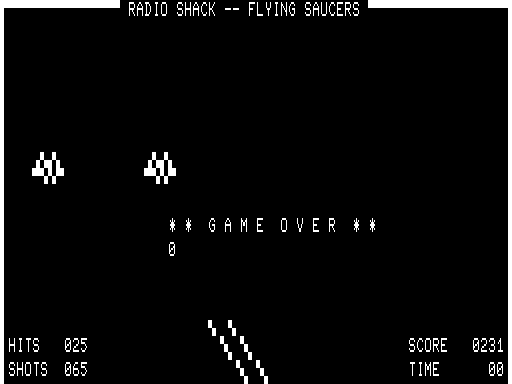 RADIO SHACK -- FLYING SAUCERS
** GAME OVER **
0
HITS 025 SCORE 0231
SHOTS 065 TIME 00